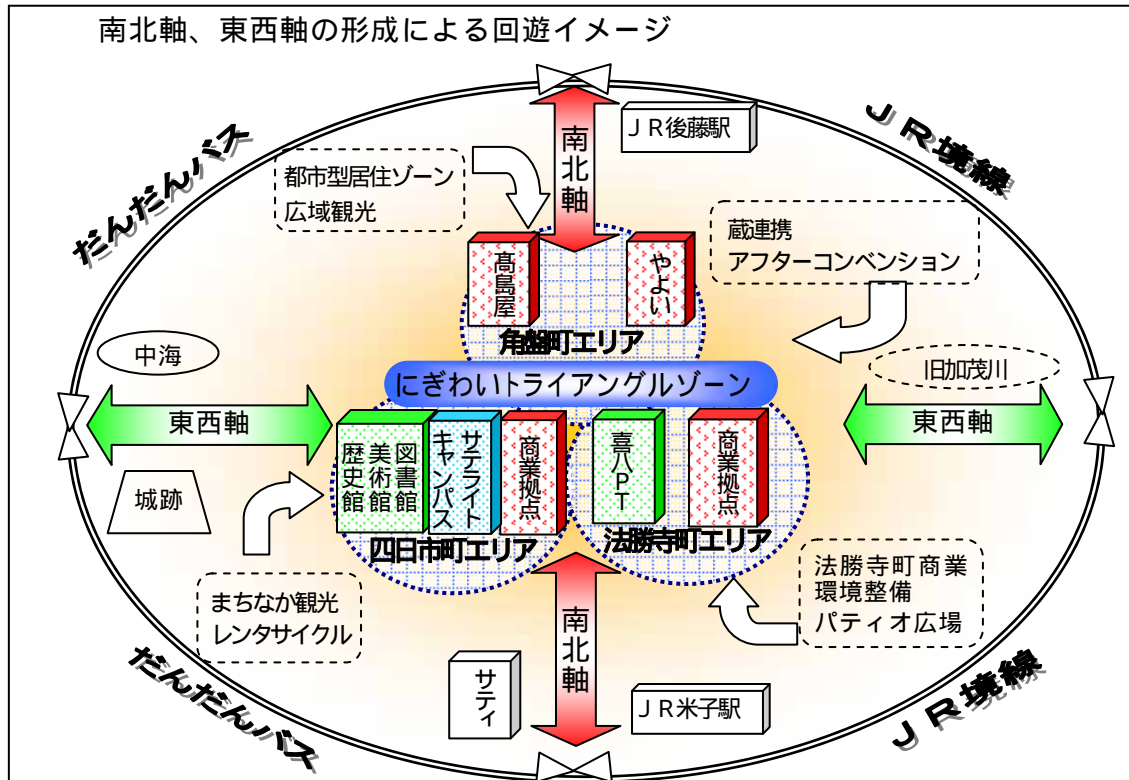 南北軸、東西軸の形成による回遊イメージ
だんだんバス
ＪＲ境線
南北軸
ＪＲ後藤駅
都市型居住ゾーン
広域観光
蔵連携
アフターコンベンション
髙島屋
やよい
角盤町エリア
中海
旧加茂川
にぎわいトライアングルゾーン
東西軸
東西軸
図書館
美術館
歴史館
サテライト
キャンパス
商業拠点
喜八ＰＴ
商業拠点
城跡
四日市町エリア
法勝寺町エリア
まちなか観光
レンタサイクル
法勝寺町商業
環境整備
パティオ広場
南北軸
サティ
ＪＲ米子駅
だんだんバス
ＪＲ境線